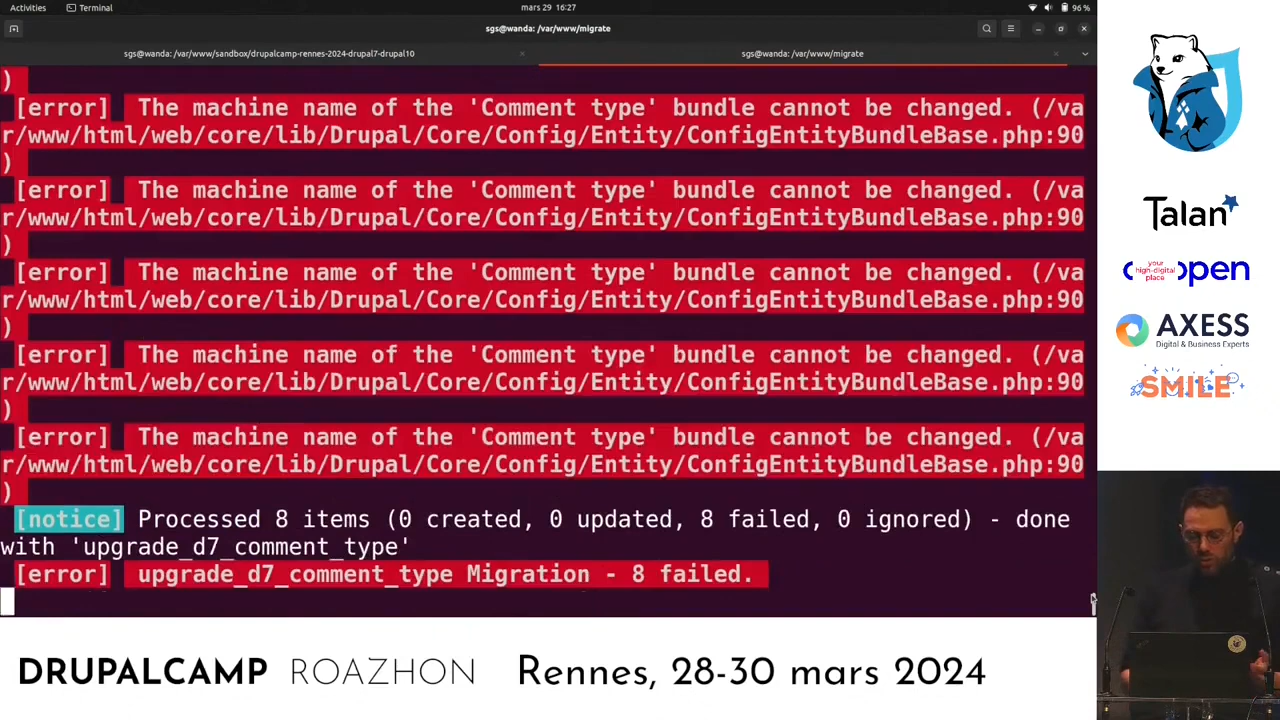 Activities
Terminal
mars 29 16:27
96 %
sgs@wanda: /var/www/migrate
sgs@wanda: /var/www/sandbox/drupalcamp-rennes-2024-drupal7-drupal10
sgs@wanda: /var/www/migrate
)
[error] The machine name of the 'Comment type' bundle cannot be changed. (/va
r/www/html/web/core/lib/Drupal/Core/Config/Entity/ConfigEntityBundleBase.php:90
)
[error] The machine name of the 'Comment type' bundle cannot be changed. (/va
r/www/html/web/core/lib/Drupal/Core/Config/Entity/ConfigEntityBundleBase.php:90
)
[error] The machine name of the 'Comment type' bundle cannot be changed. (/va
r/www/html/web/core/lib/Drupal/Core/Config/Entity/ConfigEntityBundleBase.php:90
)
[error] The machine name of the 'Comment type' bundle cannot be changed. (/va
r/www/html/web/core/lib/Drupal/Core/Config/Entity/ConfigEntityBundleBase.php:90
)
[error] The machine name of the 'Comment type' bundle cannot be changed. (/va
r/www/html/web/core/lib/Drupal/Core/Config/Entity/ConfigEntityBundleBase.php:90
)
[notice] Processed 8 items (0 created, 0 updated, 8 failed, 0 ignored) - done
with 'upgrade_d7_comment_type'
[error] upgrade_d7_comment_type Migration - 8 failed.
Talan
your
high-digital
place
open
AXESS
Digital & Business Experts
SMILE
DRUPALCAMP ROAZHON Rennes, 28-30 mars 2024